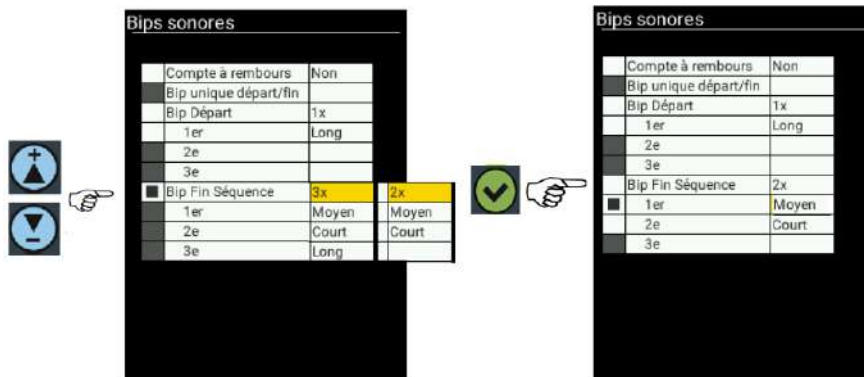 Bips sonores
Compte à rembours Non
Bip unique départ/fin
Bip Départ 1x
1er Long
2e
3e
Bip Fin Séquence 3x 2x
1er Moyen Moyen
2e Court Court
3e Long
Bips sonores
Compte à rembours Non
Bip unique départ/fin
Bip Départ 1x
1er Long
2e
3e
Bip Fin Séquence 2x
1er Moyen
2e Court
3e